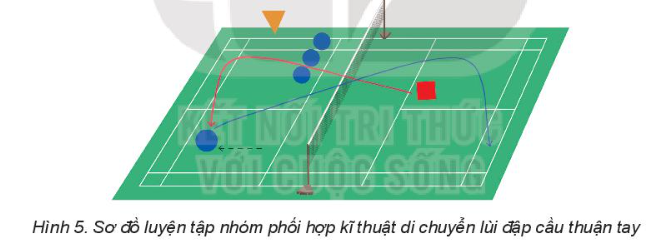 KẾT NỐI TRI THỨC
VỚI CUỘC SỐNG
Hình 5. Sơ đồ luyện tập nhóm phối hợp kĩ thuật di chuyển lùi đập cầu thuận tay